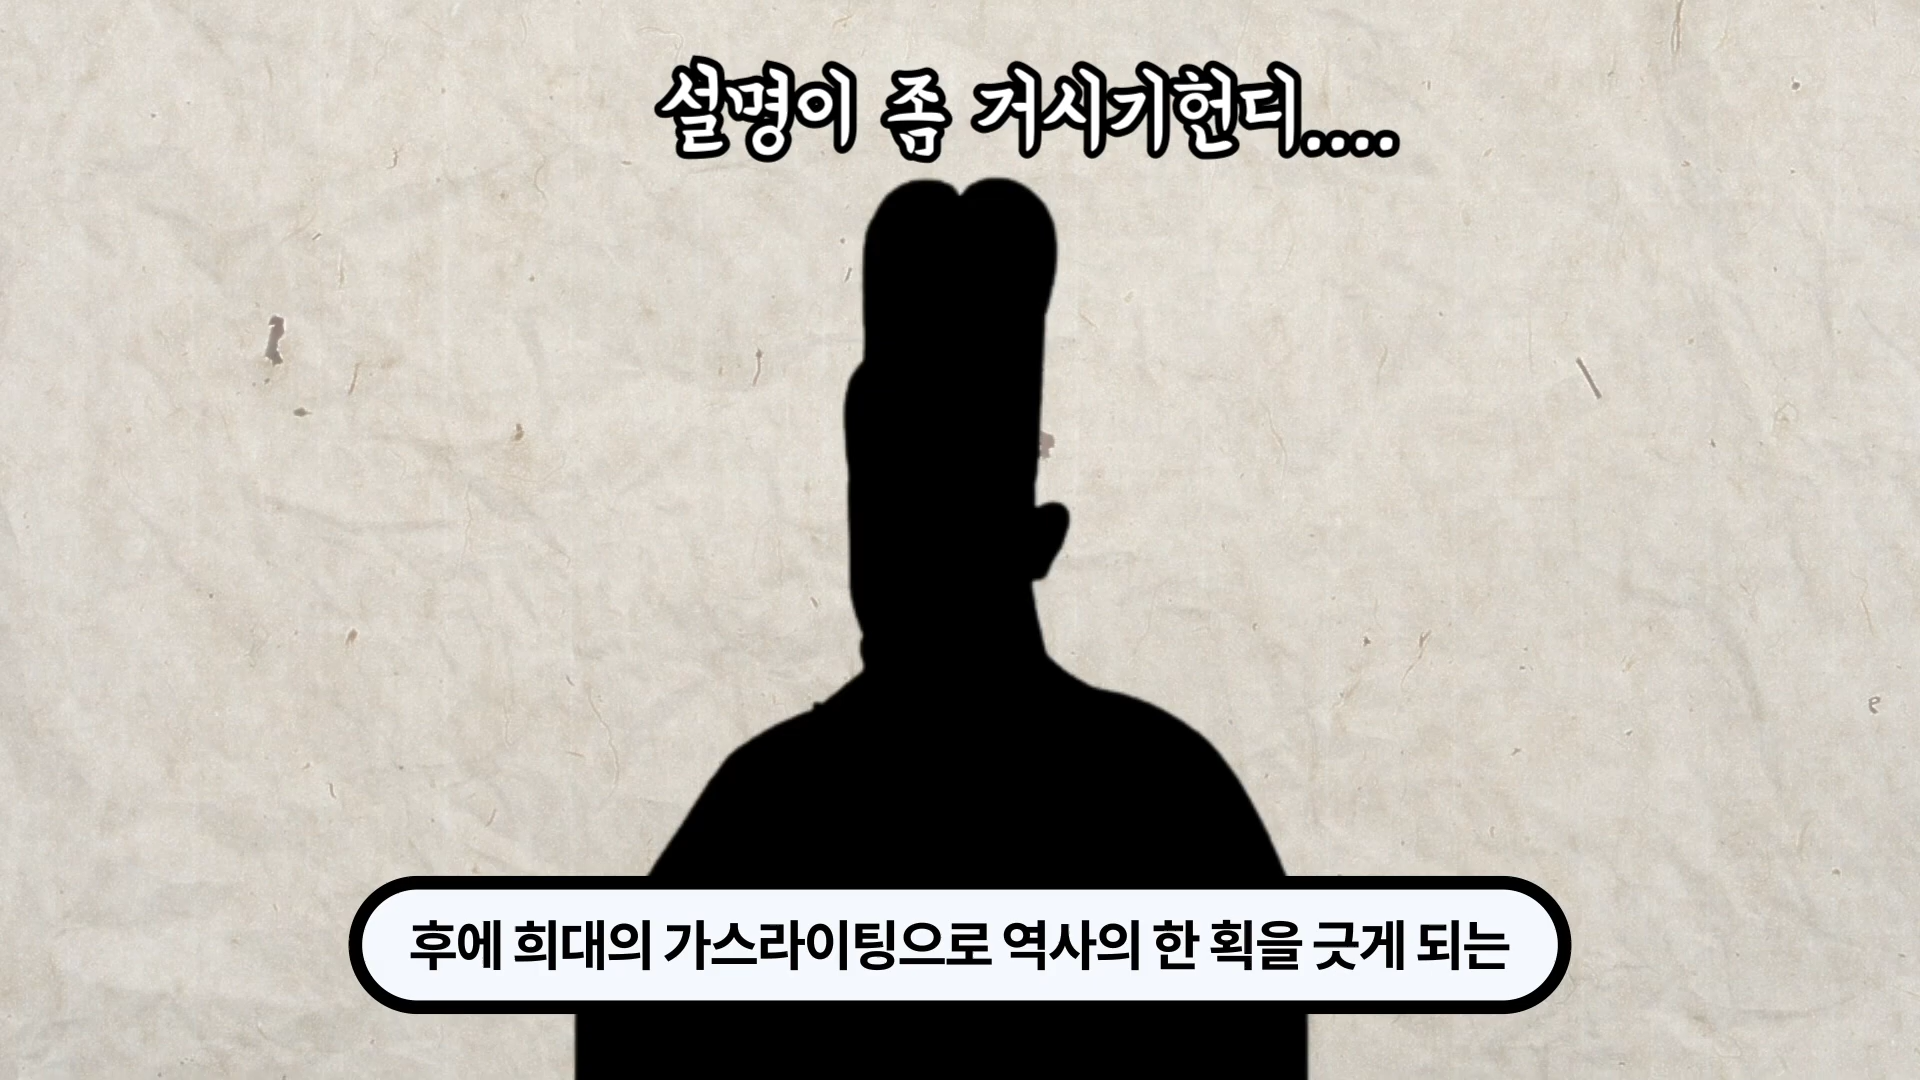 설명이 좀 거시기헌디....
후에 희대의 가스라이팅으로 역사의 한 획을 긋게 되는